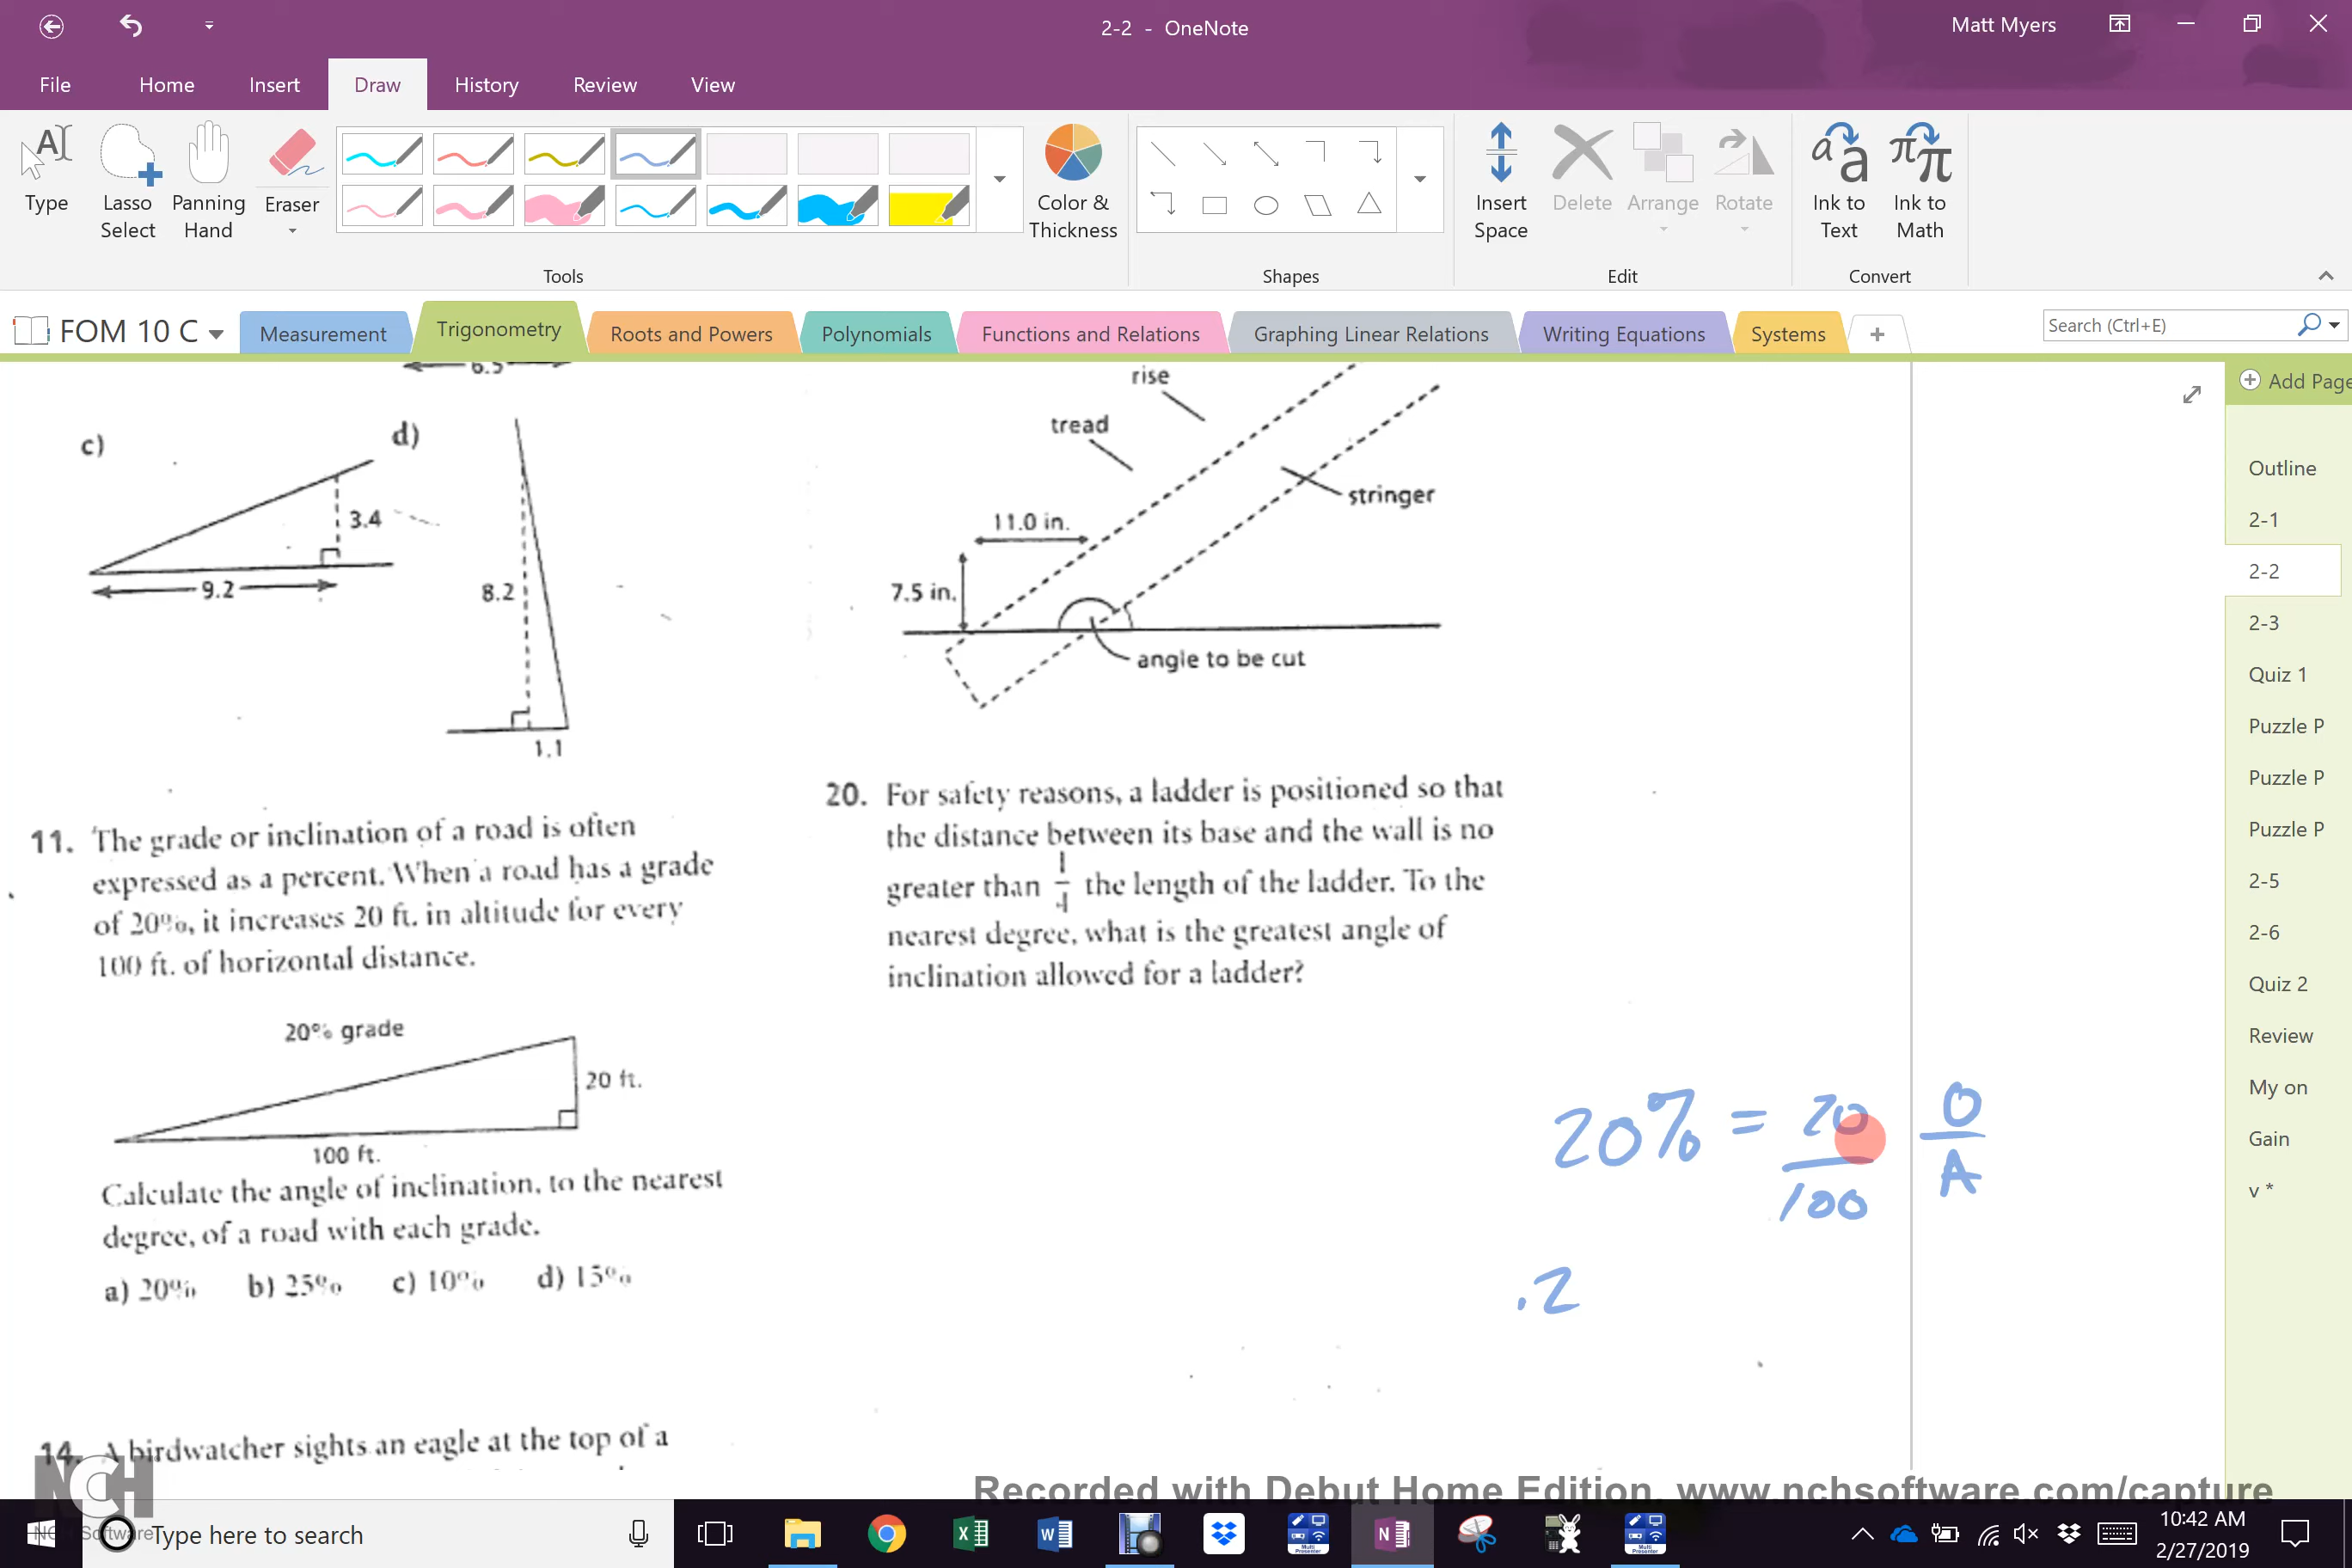 2-2 - OneNote
Matt Myers
File Home Insert Draw History Review View
Type
Lasso Select
Panning Hand
Eraser
Color & Thickness
Insert Space
Delete
Arrange
Rotate
Ink to Text
Ink to Math
Tools
Shapes
Edit
Convert
FOM 10 C
Measurement
Trigonometry
Roots and Powers
Polynomials
Functions and Relations
Graphing Linear Relations
Writing Equations
Systems
Search (Ctrl+E)
6.5
c)
d)
3.4
9.2
8.2
1.1
rise
tread
stringer
11.0 in.
7.5 in.
angle to be cut
11. The grade or inclination of a road is often
expressed as a percent. When a road has a grade
of 20%, it increases 20 ft. in altitude for every
100 ft. of horizontal distance.
20% grade
20 ft.
100 ft.
Calculate the angle of inclination, to the nearest
degree, of a road with each grade.
a) 20% b) 25% c) 10% d) 15%
14. A birdwatcher sights an eagle at the top of a
20. For safety reasons, a ladder is positioned so that
the distance between its base and the wall is no
greater than 1/4 the length of the ladder. To the
nearest degree, what is the greatest angle of
inclination allowed for a ladder?
20% = 20/100 O/A
.2
Add Page
Outline
2-1
2-2
2-3
Quiz 1
Puzzle P
Puzzle P
Puzzle P
2-5
2-6
Quiz 2
Review
My on
Gain
v *
Recorded with Debut Home Edition. www.nchsoftware.com/capture
NCH
NCH Software
Type here to search
10:42 AM
2/27/2019